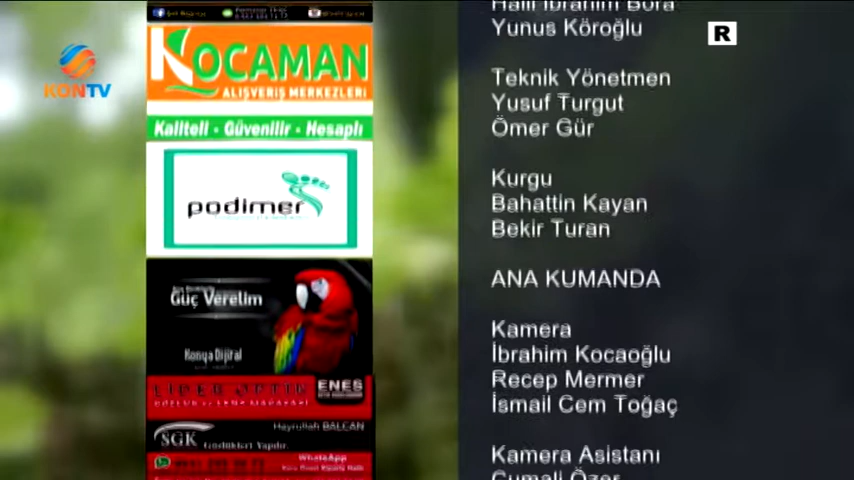 KONTV
KOCAMAN
ALIŞVERİŞ MERKEZLERİ
Kaliteli - Güvenilir - Hesaplı
podimer
Güç Verelim
Konya Dijital
ENES
SGK
Hayrullah BALCAN
Gözlükleri Yapılır.
WhatsApp
R
Halil İbrahim Bora
Yunus Köroğlu
Teknik Yönetmen
Yusuf Turgut
Ömer Gür
Kurgu
Bahattin Kayan
Bekir Turan
ANA KUMANDA
Kamera
İbrahim Kocaoğlu
Recep Mermer
İsmail Cem Toğaç
Kamera Asistanı
Cumali Özer